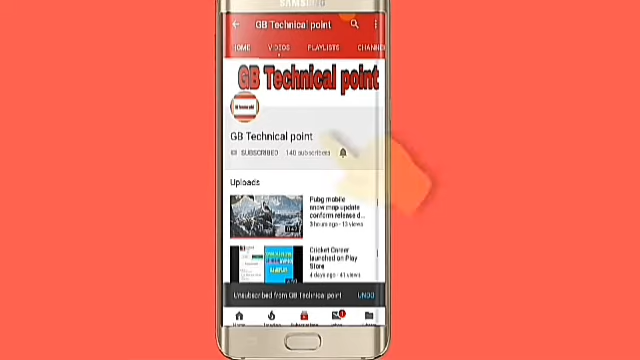 SAMSUNG
GB Technical point
HOME VIDEOS PLAYLISTS CHANNE
GB Technical point
GB Technical point
SUBSCRIBED 140 subscribers
Uploads
Pubg mobile
snow map update
conform release d...
3 hours ago · 13 views
Cricket Career
launched on Play
Store
4 days ago · 41 views
Unsubscribed from GB Technical point UNDO
Home Trending Subscriptions